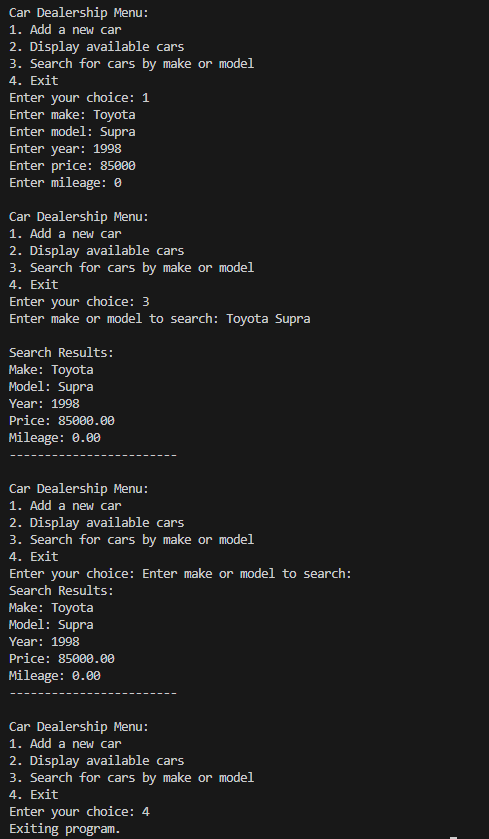 Car Dealership Menu:
1. Add a new car
2. Display available cars
3. Search for cars by make or model
4. Exit
Enter your choice: 1
Enter make: Toyota
Enter model: Supra
Enter year: 1998
Enter price: 85000
Enter mileage: 0

Car Dealership Menu:
1. Add a new car
2. Display available cars
3. Search for cars by make or model
4. Exit
Enter your choice: 3
Enter make or model to search: Toyota Supra

Search Results:
Make: Toyota
Model: Supra
Year: 1998
Price: 85000.00
Mileage: 0.00
------------------------

Car Dealership Menu:
1. Add a new car
2. Display available cars
3. Search for cars by make or model
4. Exit
Enter your choice: Enter make or model to search:
Search Results:
Make: Toyota
Model: Supra
Year: 1998
Price: 85000.00
Mileage: 0.00
------------------------

Car Dealership Menu:
1. Add a new car
2. Display available cars
3. Search for cars by make or model
4. Exit
Enter your choice: 4
Exiting program.